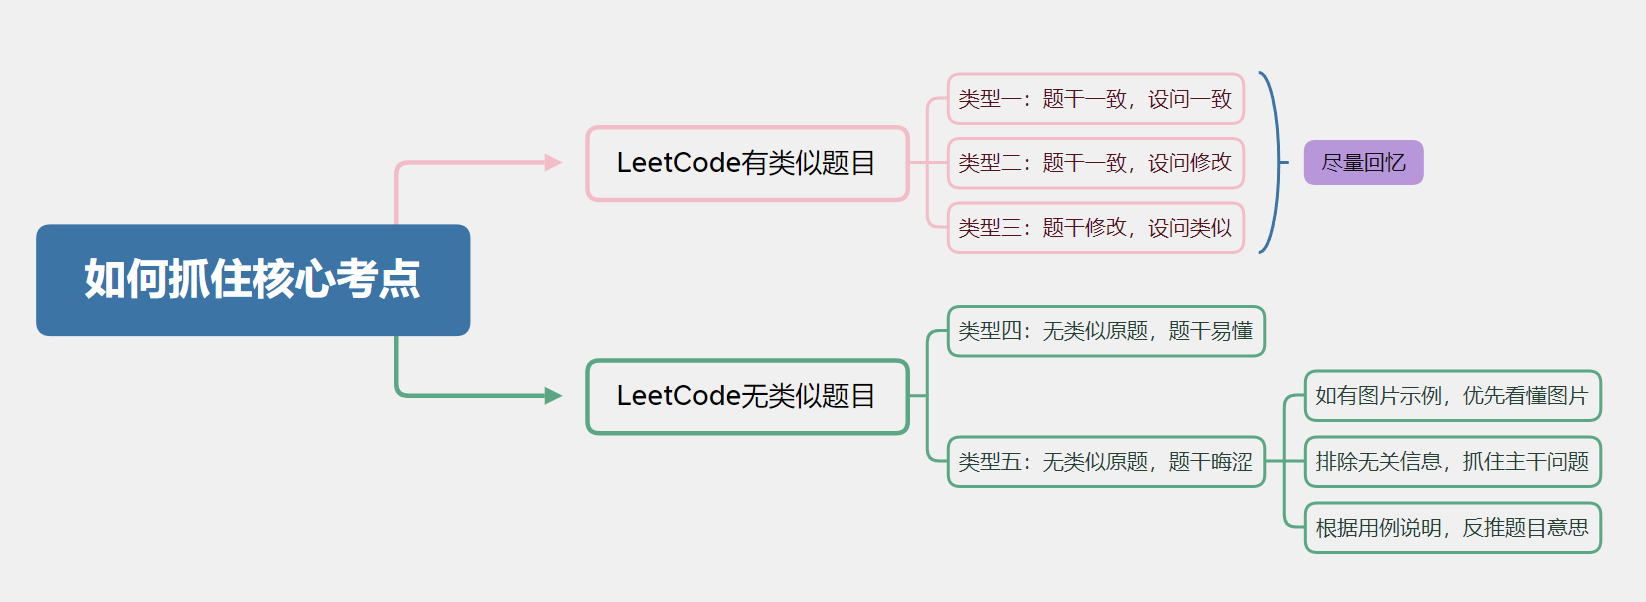 如何抓住核心考点
LeetCode有类似题目
类型一：题干一致，设问一致
类型二：题干一致，设问修改
类型三：题干修改，设问类似
尽量回忆
LeetCode无类似题目
类型四：无类似原题，题干易懂
类型五：无类似原题，题干晦涩
如有图片示例，优先看懂图片
排除无关信息，抓住主干问题
根据用例说明，反推题目意思